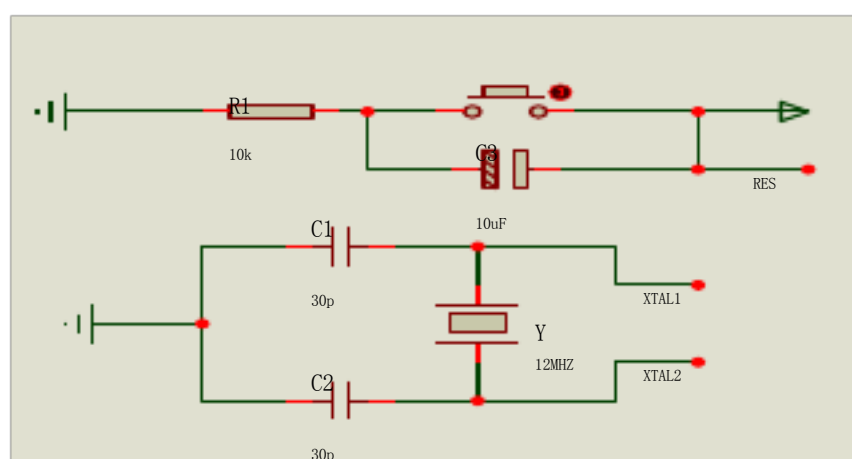 R1
10k
C3
10uF
RES
C1
30p
XTAL1
Y
12MHZ
XTAL2
C2
30p